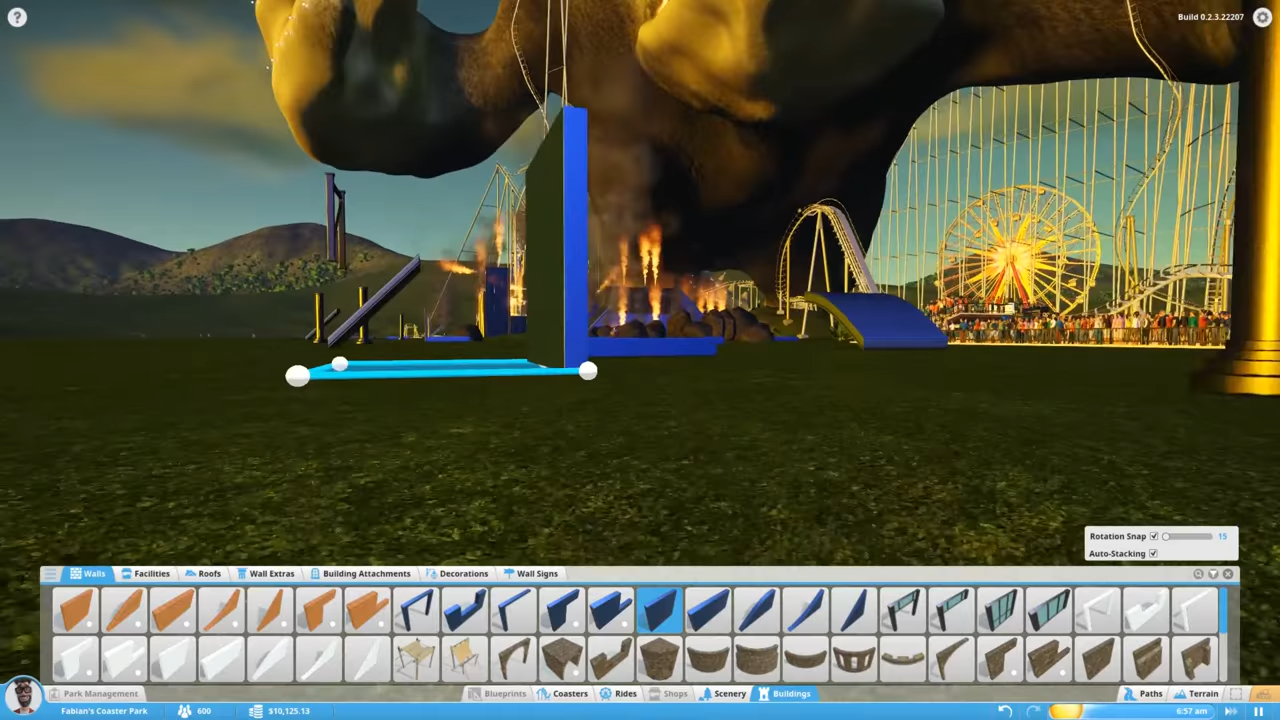 ?
Build 0.2.3.22207
Rotation Snap 15
Auto-Stacking
Walls Facilities Roofs Wall Extras Building Attachments Decorations Wall Signs
Park Management Blueprints Coasters Rides Shops Scenery Buildings Paths Terrain
Fabian's Coaster Park 600 $10,125.13 6:57 am